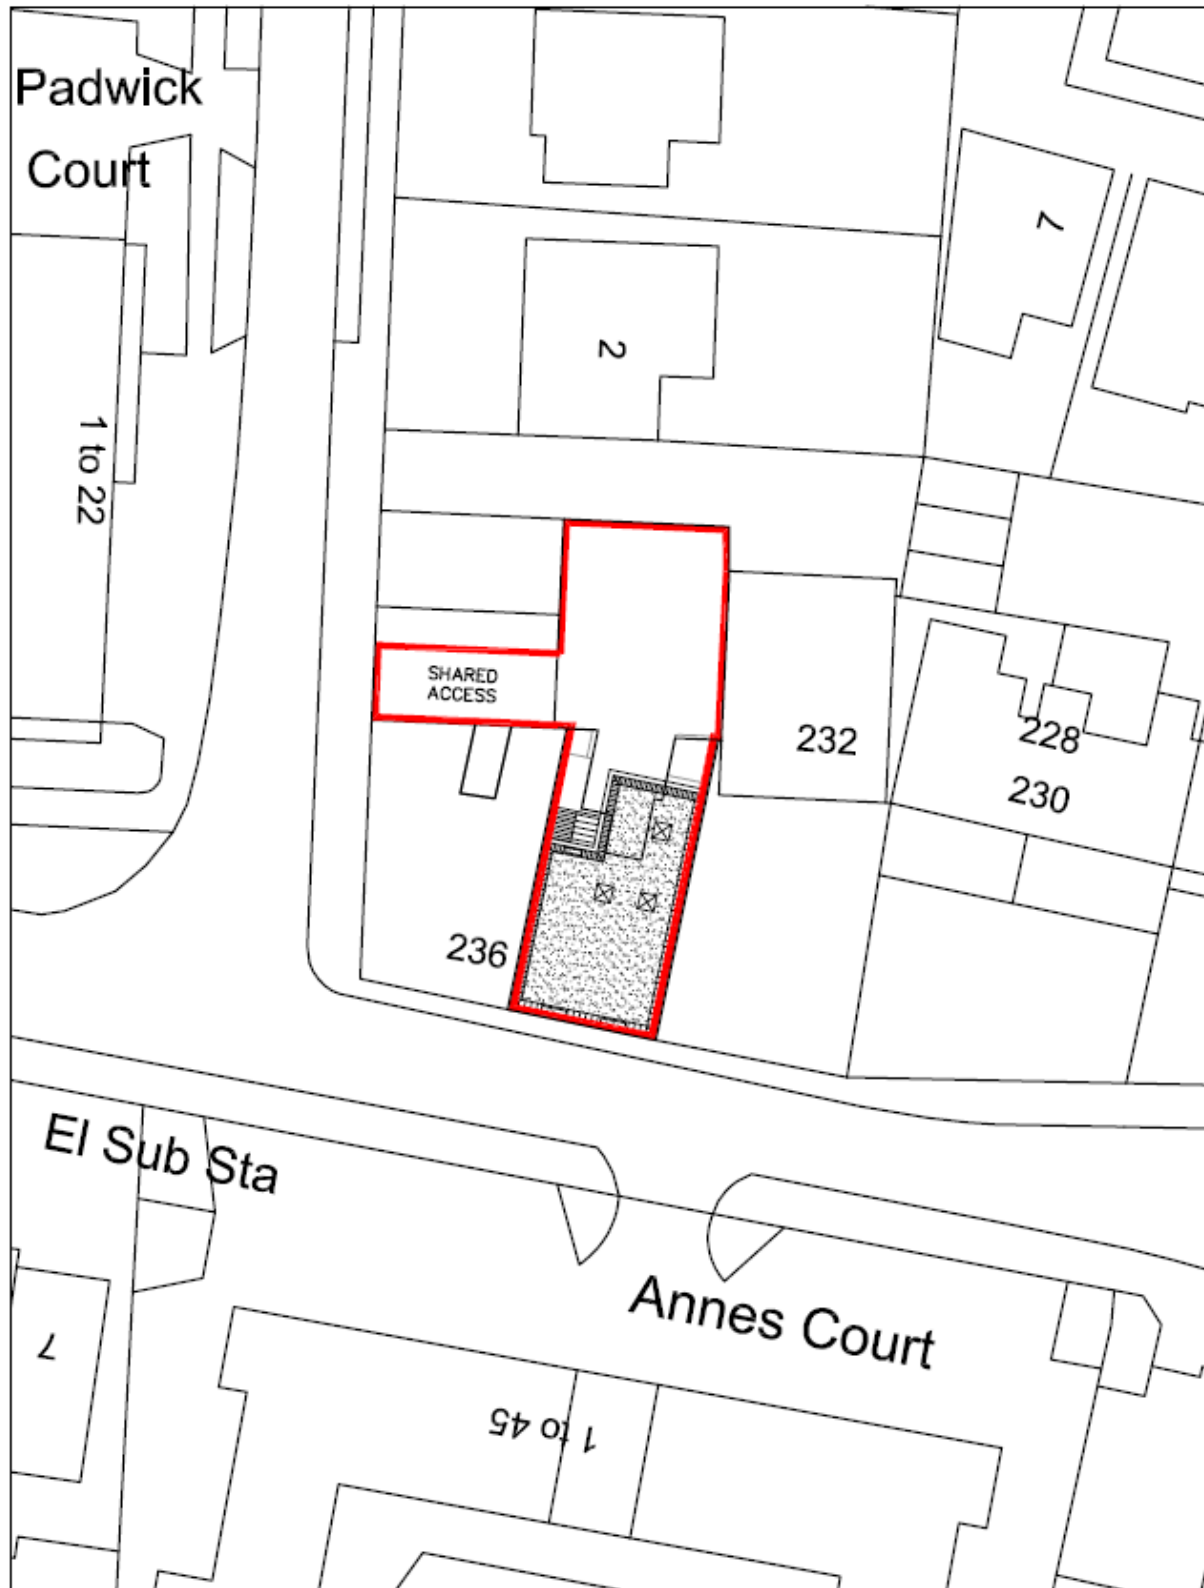 Padwick
Court
7
2
1 to 22
SHARED
ACCESS
232
228
230
236
El Sub Sta
Annes Court
7
1 to 45